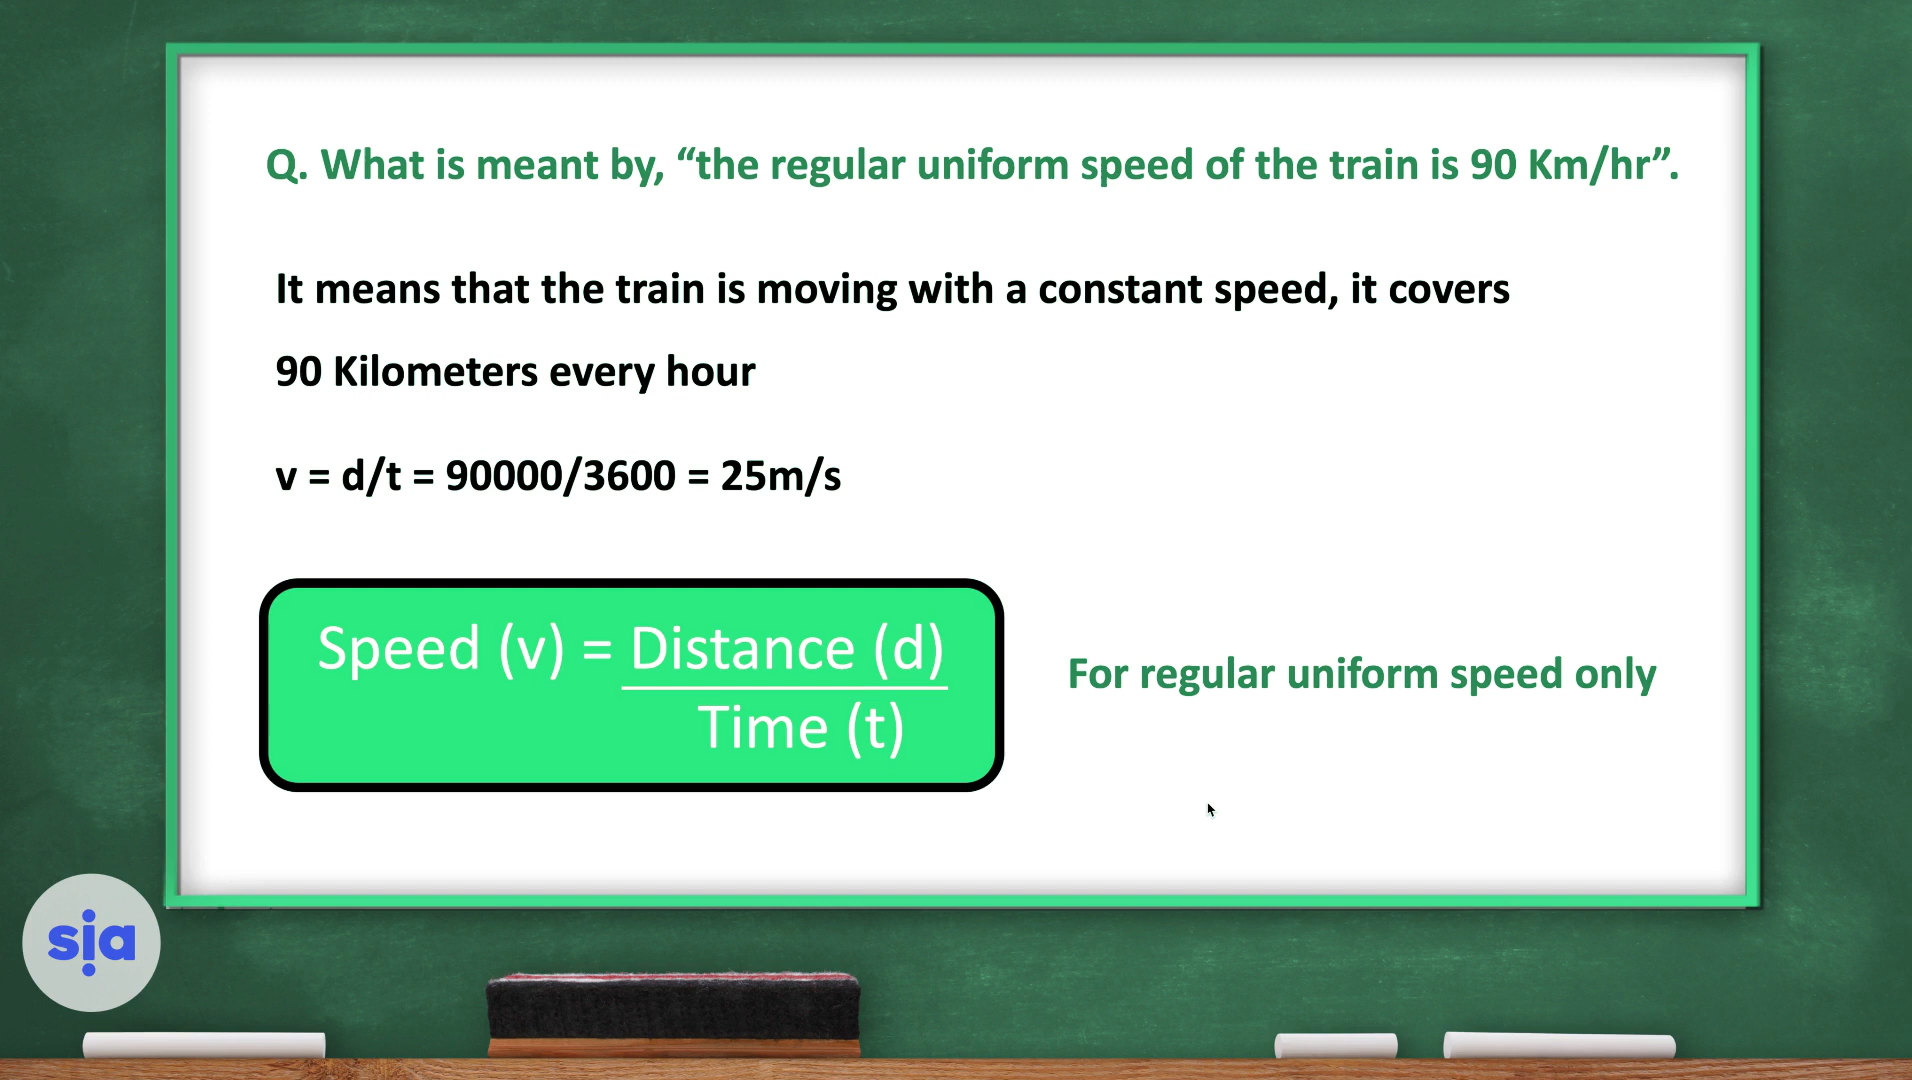 Q. What is meant by, “the regular uniform speed of the train is 90 Km/hr”.
It means that the train is moving with a constant speed, it covers
90 Kilometers every hour
v = d/t = 90000/3600 = 25m/s
Speed (v) = Distance (d)
Time (t)
For regular uniform speed only
sia